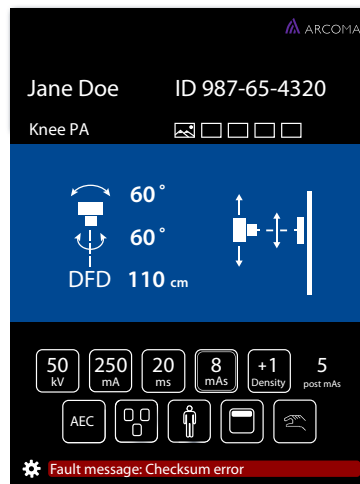 ARCOMA
Jane Doe ID 987-65-4320
Knee PA
60°
60°
DFD 110 cm
50 250 20 8 +1 5
kV mA ms mAs Density post mAs
AEC
Fault message: Checksum error